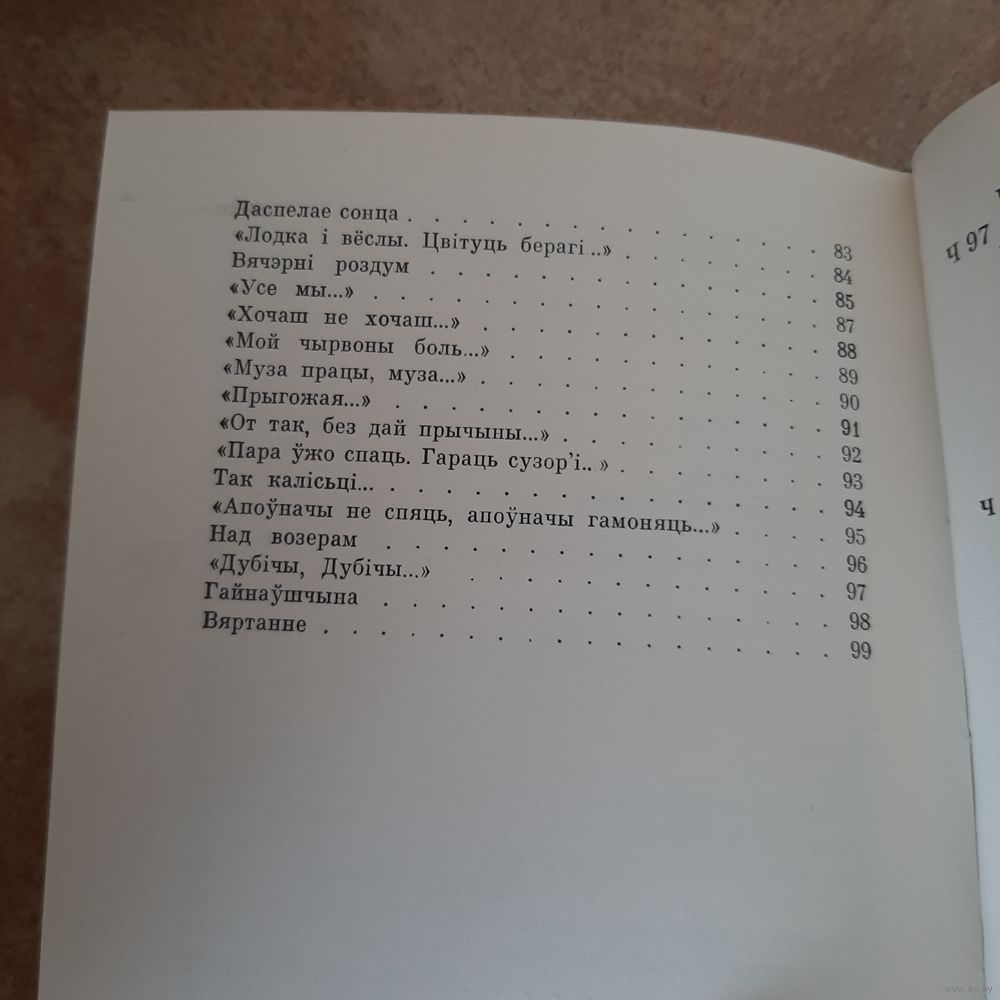 Даспелае сонца . . . . . . . . . . . . 83
«Лодка і вёслы. Цвітуць берагі...» . . . . . . . 84
Вячэрні роздум . . . . . . . . . . . . 85
«Усе мы...» . . . . . . . . . . . . . 87
«Хочаш не хочаш...» . . . . . . . . . . 88
«Мой чырвоны боль...» . . . . . . . . . 89
«Муза працы, муза...» . . . . . . . . . . 90
«Прыгожая...» . . . . . . . . . . . . 91
«От так, без дай прычыны...» . . . . . . . . 92
«Пара ўжо спаць. Гараць сузор’і.. » . . . . . . 93
Так калісьці... . . . . . . . . . . . . 94
«Апоўначы не спяць, апоўначы гамоняць...» . . . . 95
Над возерам . . . . . . . . . . . . 96
«Дубічы, Дубічы...» . . . . . . . . . . 97
Гайнаўшчына . . . . . . . . . . . . 98
Вяртанне . . . . . . . . . . . . . . 99
Ч 97
Ч
www.ay.by